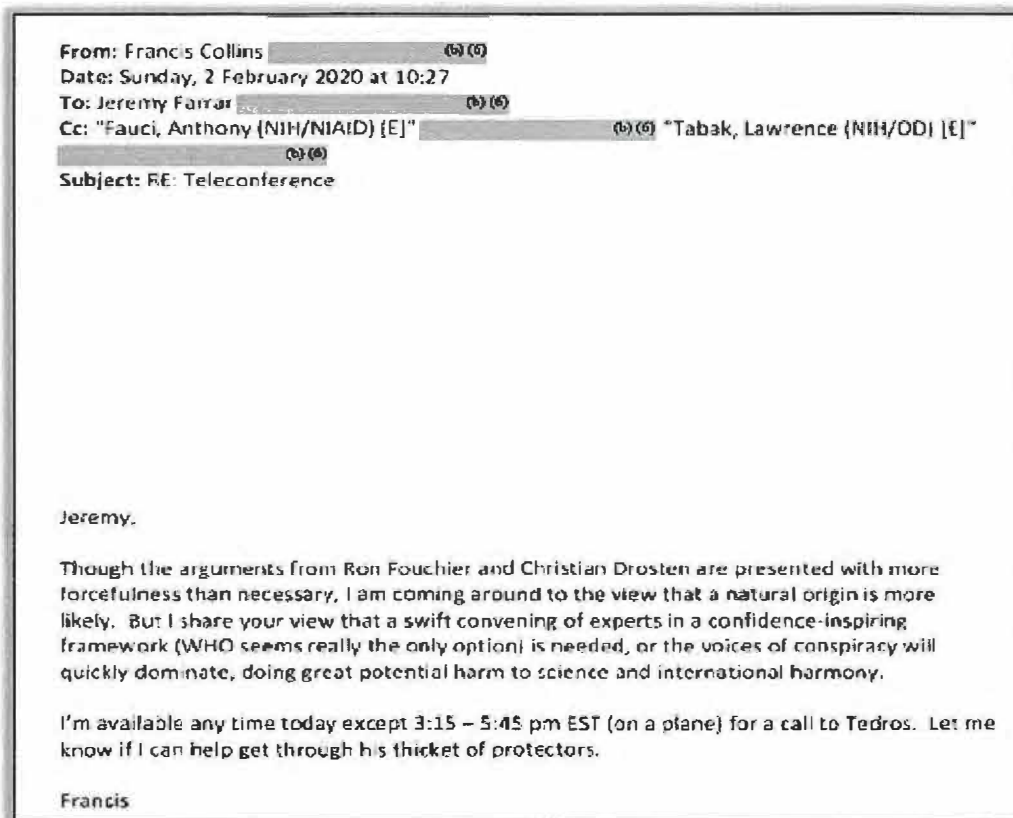 From: Francis Collins (b)(6)
Date: Sunday, 2 February 2020 at 10:27
To: Jeremy Farrar (b)(6)
Cc: "Fauci, Anthony (NIH/NIAID) [E]" (b)(6) "Tabak, Lawrence (NIH/OD) [E]"
(b)(6)
Subject: RE: Teleconference
Jeremy,
Though the arguments from Ron Fouchier and Christian Drosten are presented with more
forcefulness than necessary, I am coming around to the view that a natural origin is more
likely. But I share your view that a swift convening of experts in a confidence-inspiring
framework (WHO seems really the only option) is needed, or the voices of conspiracy will
quickly dominate, doing great potential harm to science and international harmony.
I'm available any time today except 3:15 – 5:45 pm EST (on a plane) for a call to Tedros. Let me
know if I can help get through his thicket of protectors.
Francis